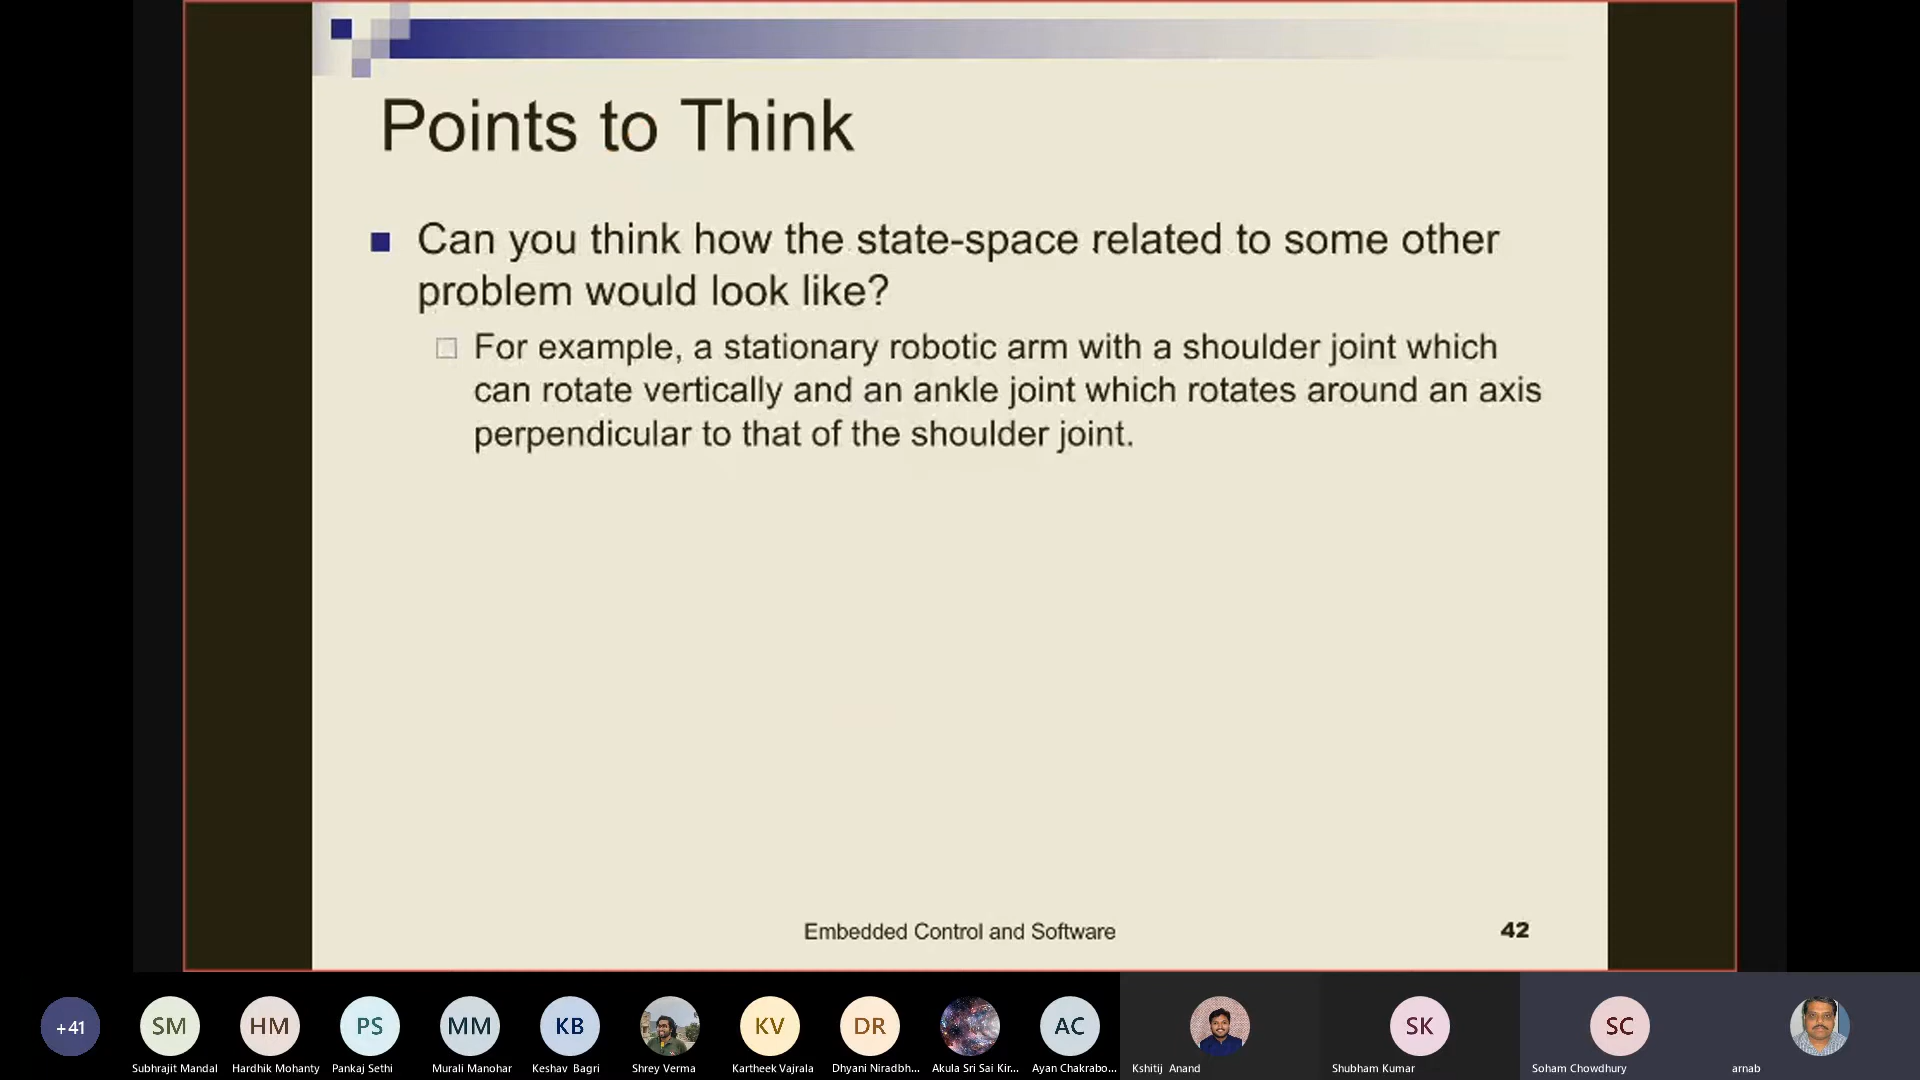 Points to Think
Can you think how the state-space related to some other
problem would look like?
For example, a stationary robotic arm with a shoulder joint which
can rotate vertically and an ankle joint which rotates around an axis
perpendicular to that of the shoulder joint.
Embedded Control and Software
42
+41
SM
HM
PS
MM
KB
KV
DR
AC
SK
SC
Subhrajit Mandal
Hardhik Mohanty
Pankaj Sethi
Murali Manohar
Keshav Bagri
Shrey Verma
Kartheek Vajrala
Dhyani Niradbh...
Akula Sri Sai Kir...
Ayan Chakrabo...
Kshitij Anand
Shubham Kumar
Soham Chowdhury
arnab